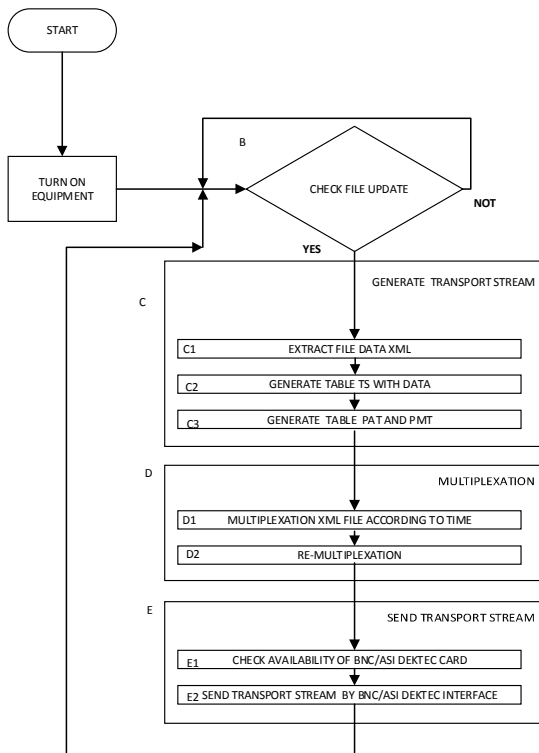 START
B
TURN ON
EQUIPMENT
CHECK FILE UPDATE
NOT
YES
C
GENERATE TRANSPORT STREAM
C1 EXTRACT FILE DATA XML
C2 GENERATE TABLE TS WITH DATA
C3 GENERATE TABLE PAT AND PMT
D
MULTIPLEXATION
D1 MULTIPLEXATION XML FILE ACCORDING TO TIME
D2 RE-MULTIPLEXATION
E
SEND TRANSPORT STREAM
E1 CHECK AVAILABILITY OF BNC/ASI DEKTEC CARD
E2 SEND TRANSPORT STREAM BY BNC/ASI DEKTEC INTERFACE